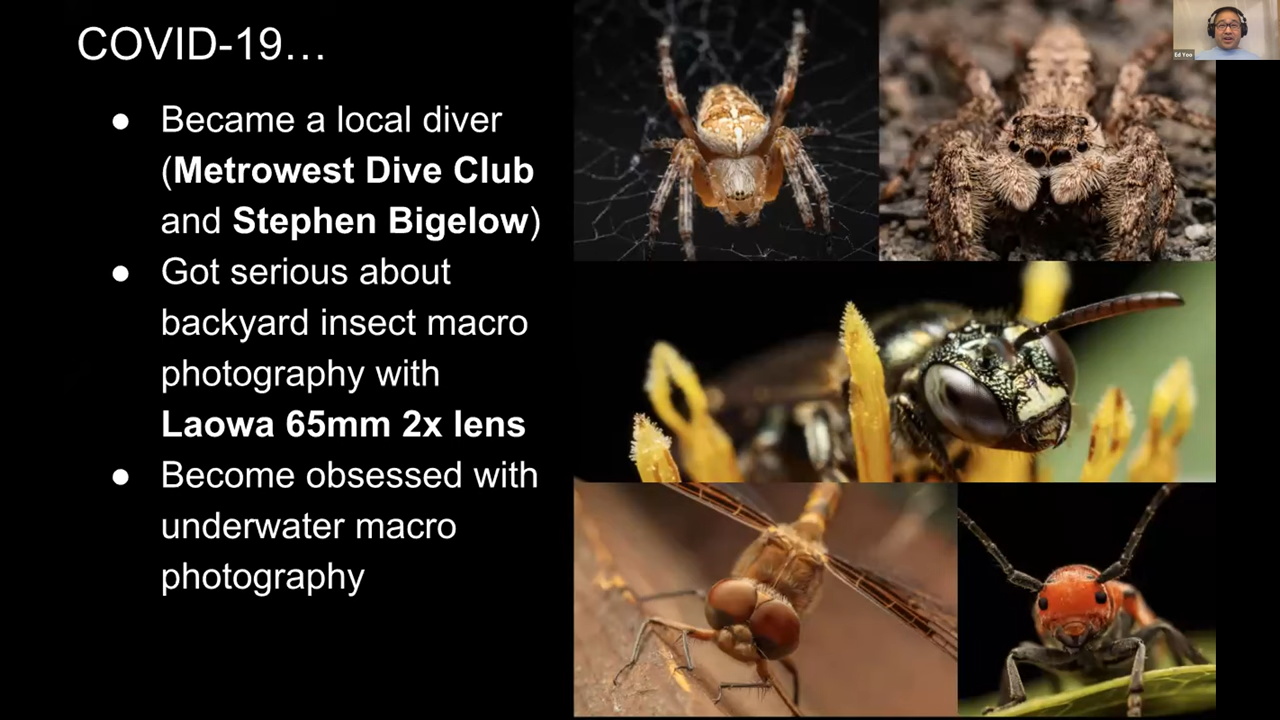 COVID-19…
● Became a local diver
(Metrowest Dive Club
and Stephen Bigelow)
● Got serious about
backyard insect macro
photography with
Laowa 65mm 2x lens
● Become obsessed with
underwater macro
photography
Ed Yoo